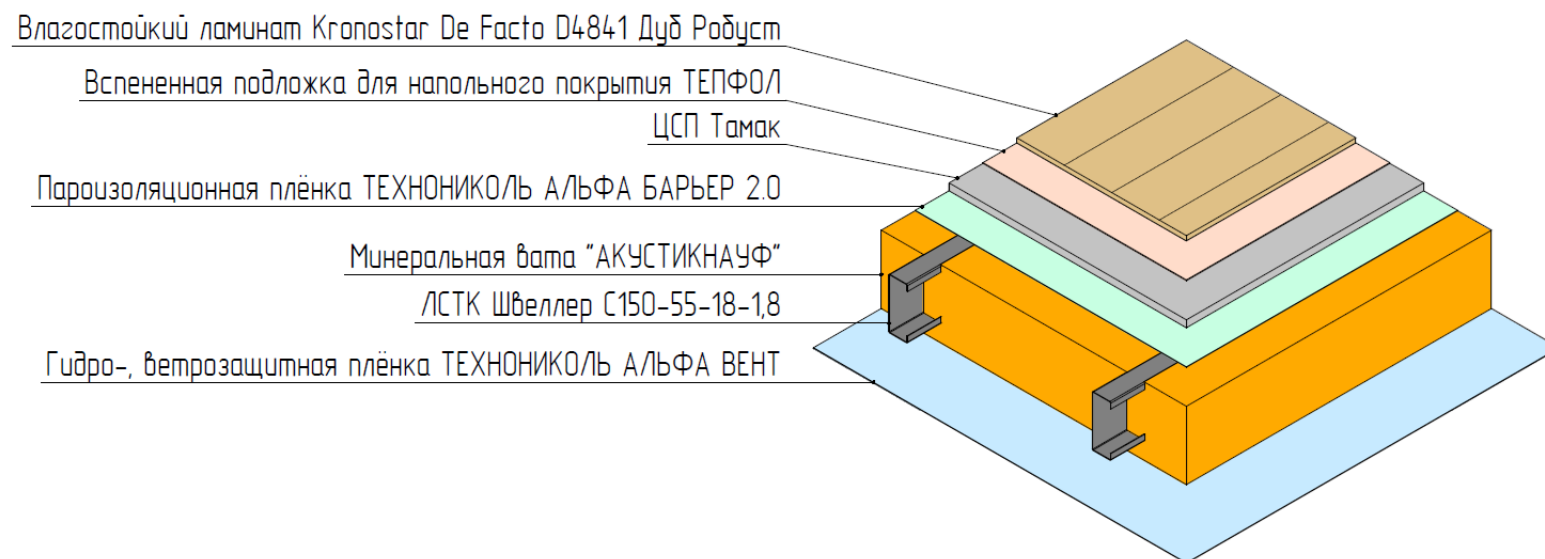 Влагостойкий ламинат Kronostar De Facto D4841 Дуб Робуст
Вспененная подложка для напольного покрытия ТЕПФОЛ
ЦСП Тамак
Пароизоляционная плёнка ТЕХНОНИКОЛЬ АЛЬФА БАРЬЕР 2.0
Минеральная вата "АКУСТИКНАУФ"
ЛСТК Швеллер С150-55-18-1,8
Гидро-, ветрозащитная плёнка ТЕХНОНИКОЛЬ АЛЬФА ВЕНТ